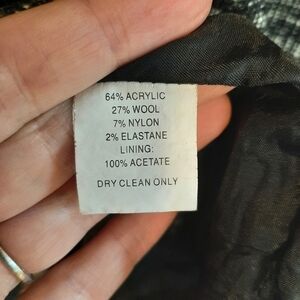 64% ACRYLIC
27% WOOL
7% NYLON
2% ELASTANE
LINING:
100% ACETATE
DRY CLEAN ONLY